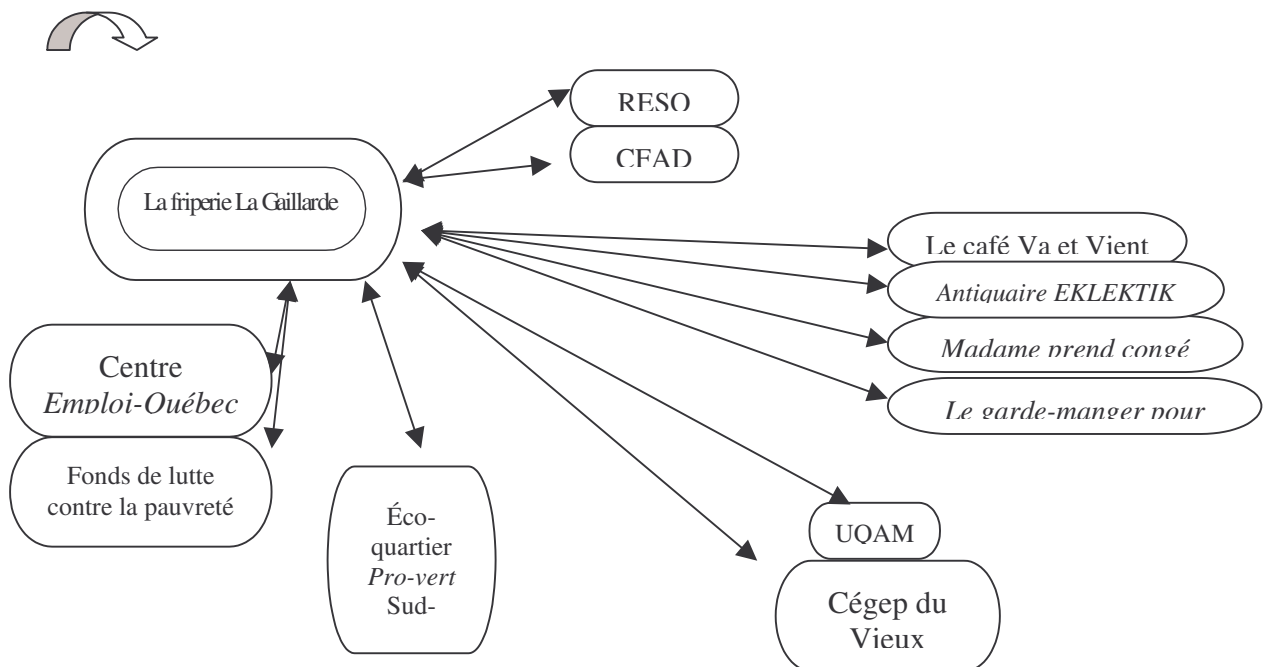 RESO
CFAD
La friperie La Gaillarde
Le café Va et Vient
Antiquaire EKLEKTIK
Madame prend congé
Le garde-manger pour
Centre
Emploi-Québec
Fonds de lutte
contre la pauvreté
Éco-
quartier
Pro-vert
Sud-
UQAM
Cégep du
Vieux